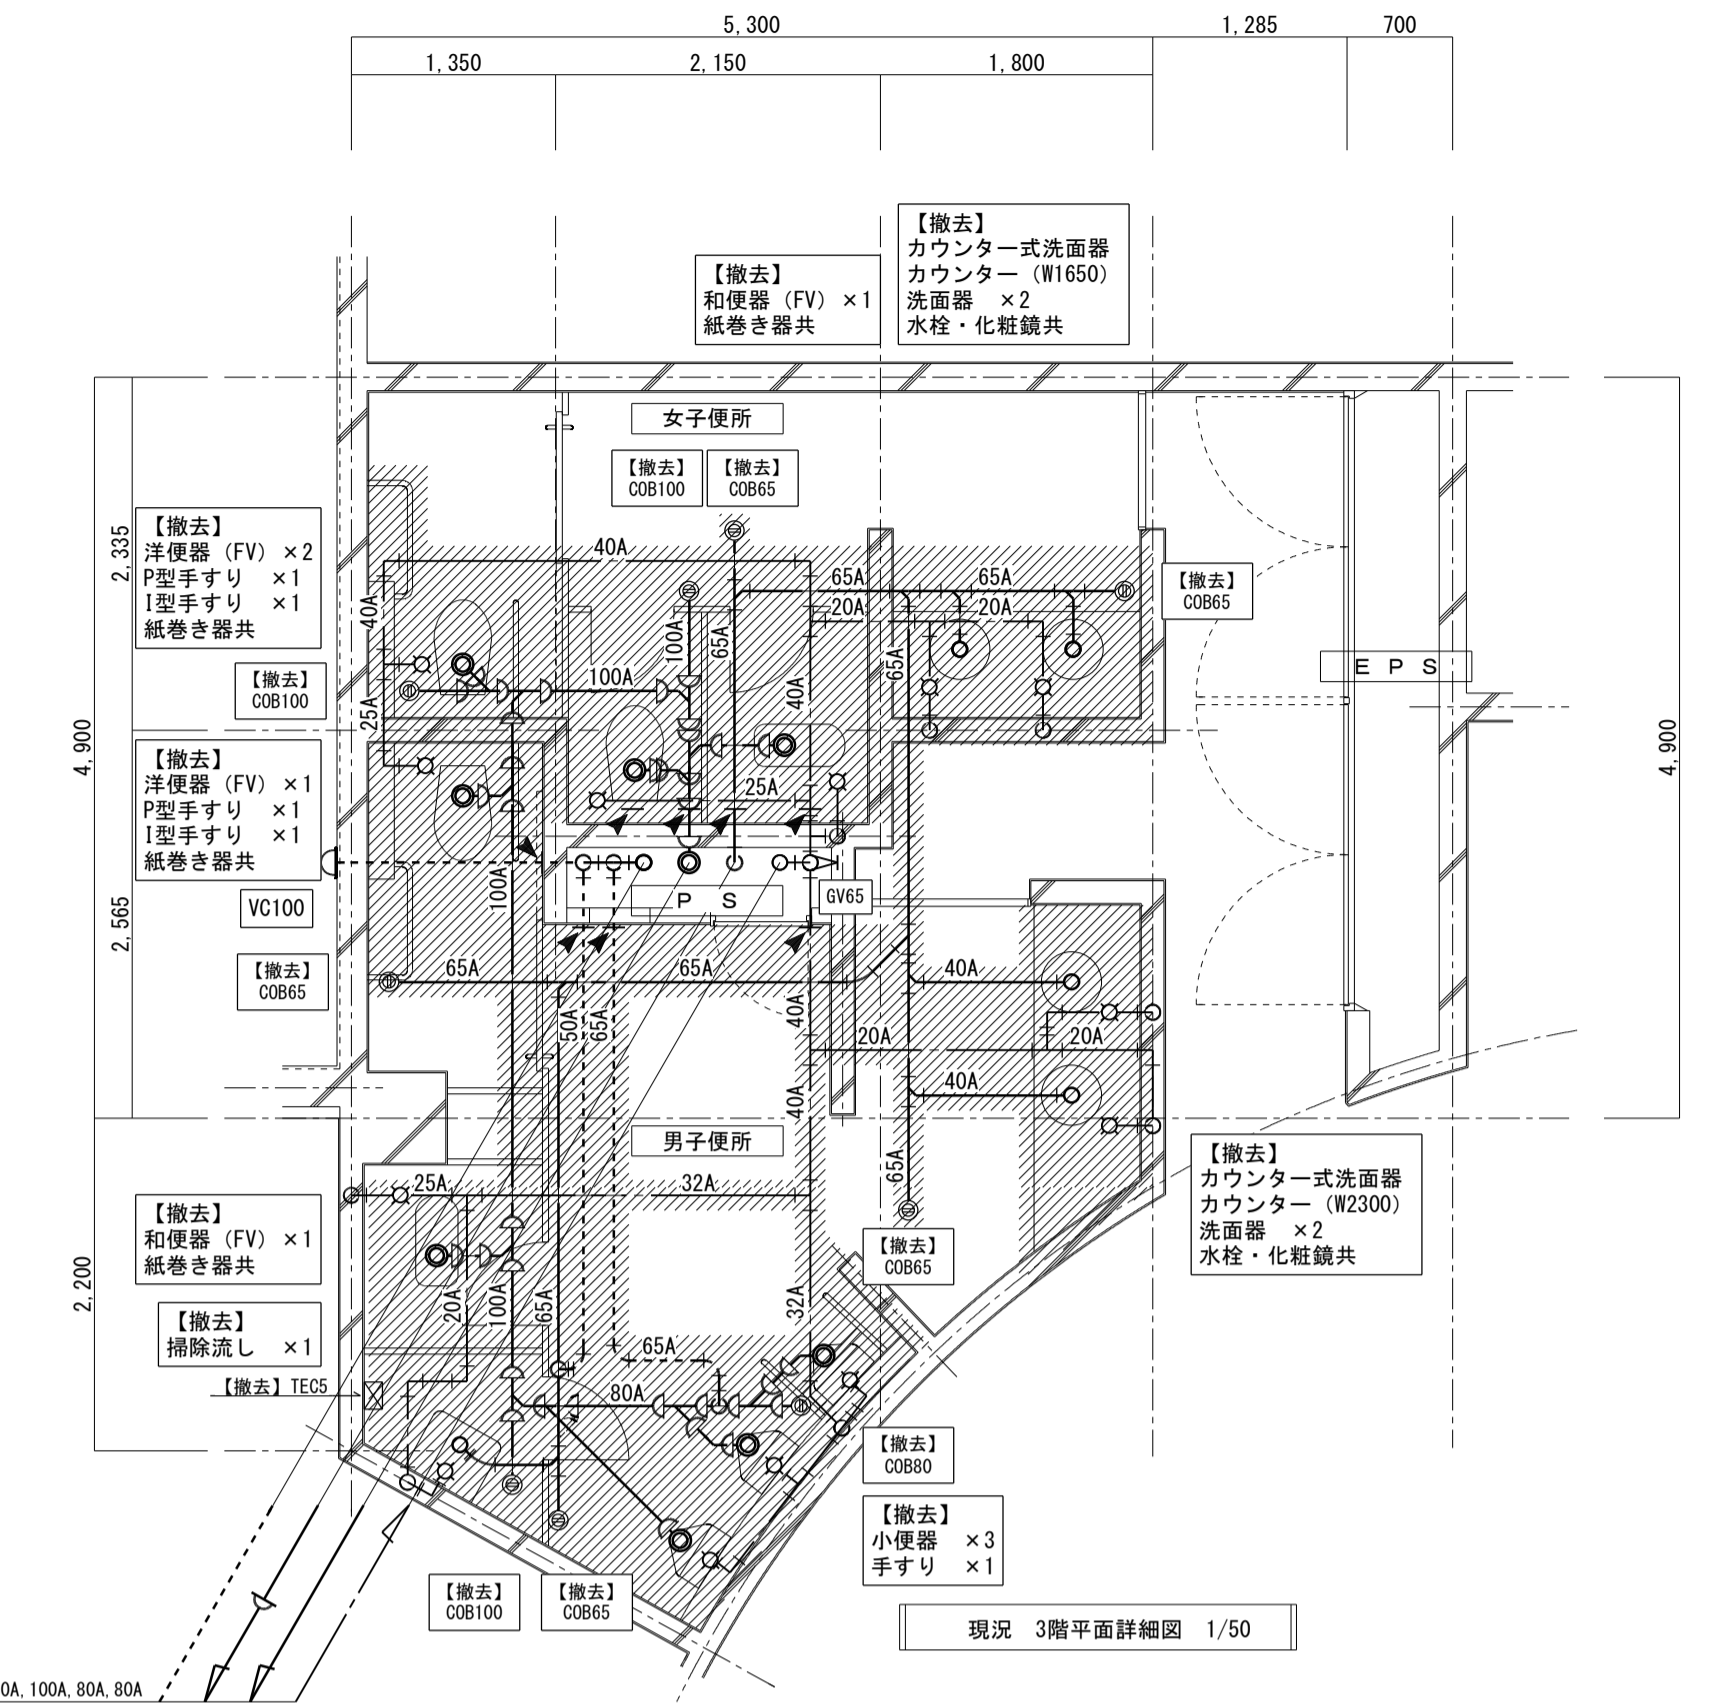 5,300
1,285
700
1,350
2,150
1,800
【撤去】
カウンター式洗面器
カウンター（W1650）
洗面器　×2
水栓・化粧鏡共
【撤去】
和便器（FV）×1
紙巻き器共
女子便所
【撤去】
COB100
【撤去】
COB65
【撤去】
洋便器（FV）×2
P型手すり　×1
I型手すり　×1
紙巻き器共
2,335
40A
65A
65A
【撤去】
COB65
40A
20A
20A
100A
65A
65A
EPS
【撤去】
COB100
100A
40A
25A
4,900
4,900
【撤去】
洋便器（FV）×1
P型手すり　×1
I型手すり　×1
紙巻き器共
25A
100A
PS
GV65
VC100
2,565
【撤去】
COB65
65A
65A
40A
50A
65A
40A
20A
20A
40A
40A
男子便所
【撤去】
カウンター式洗面器
カウンター（W2300）
洗面器　×2
水栓・化粧鏡共
65A
25A
32A
【撤去】
和便器（FV）×1
紙巻き器共
【撤去】
COB65
2,200
20A
100A
65A
32A
【撤去】
掃除流し　×1
65A
【撤去】TEC5
80A
【撤去】
COB80
【撤去】
小便器　×3
手すり　×1
【撤去】
COB100
【撤去】
COB65
現況　3階平面詳細図　1/50
0A,100A,80A,80A